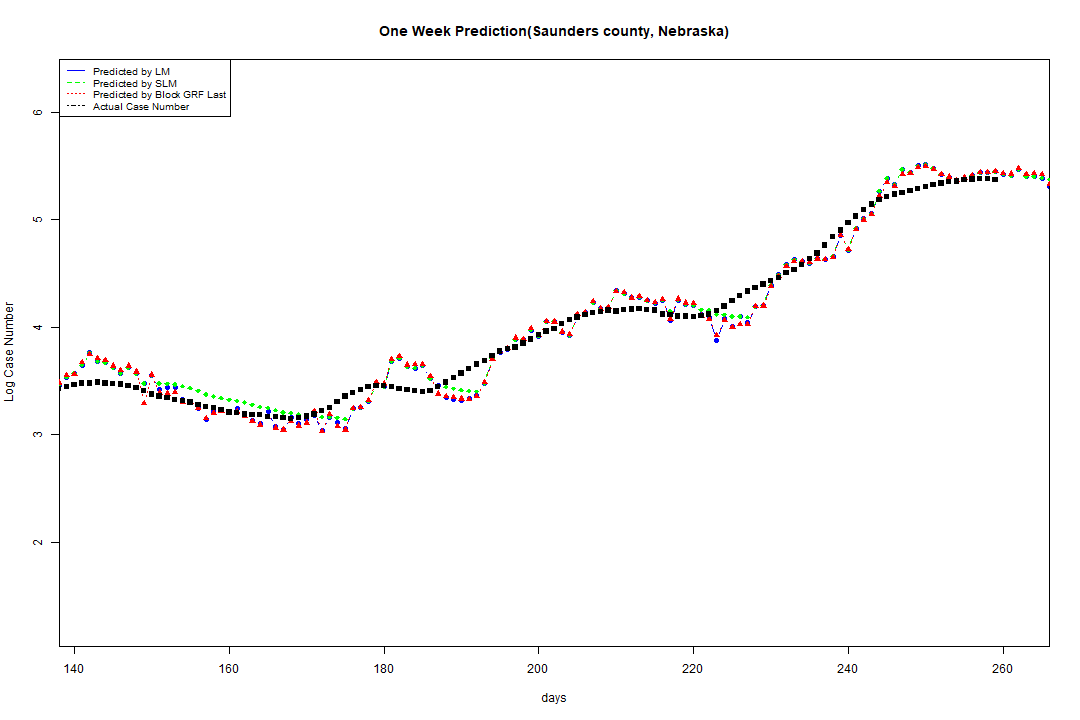 One Week Prediction(Saunders county, Nebraska)
Predicted by LM
Predicted by SLM
Predicted by Block GRF Last
Actual Case Number
6
5
4
3
2
Log Case Number
140 160 180 200 220 240 260
days